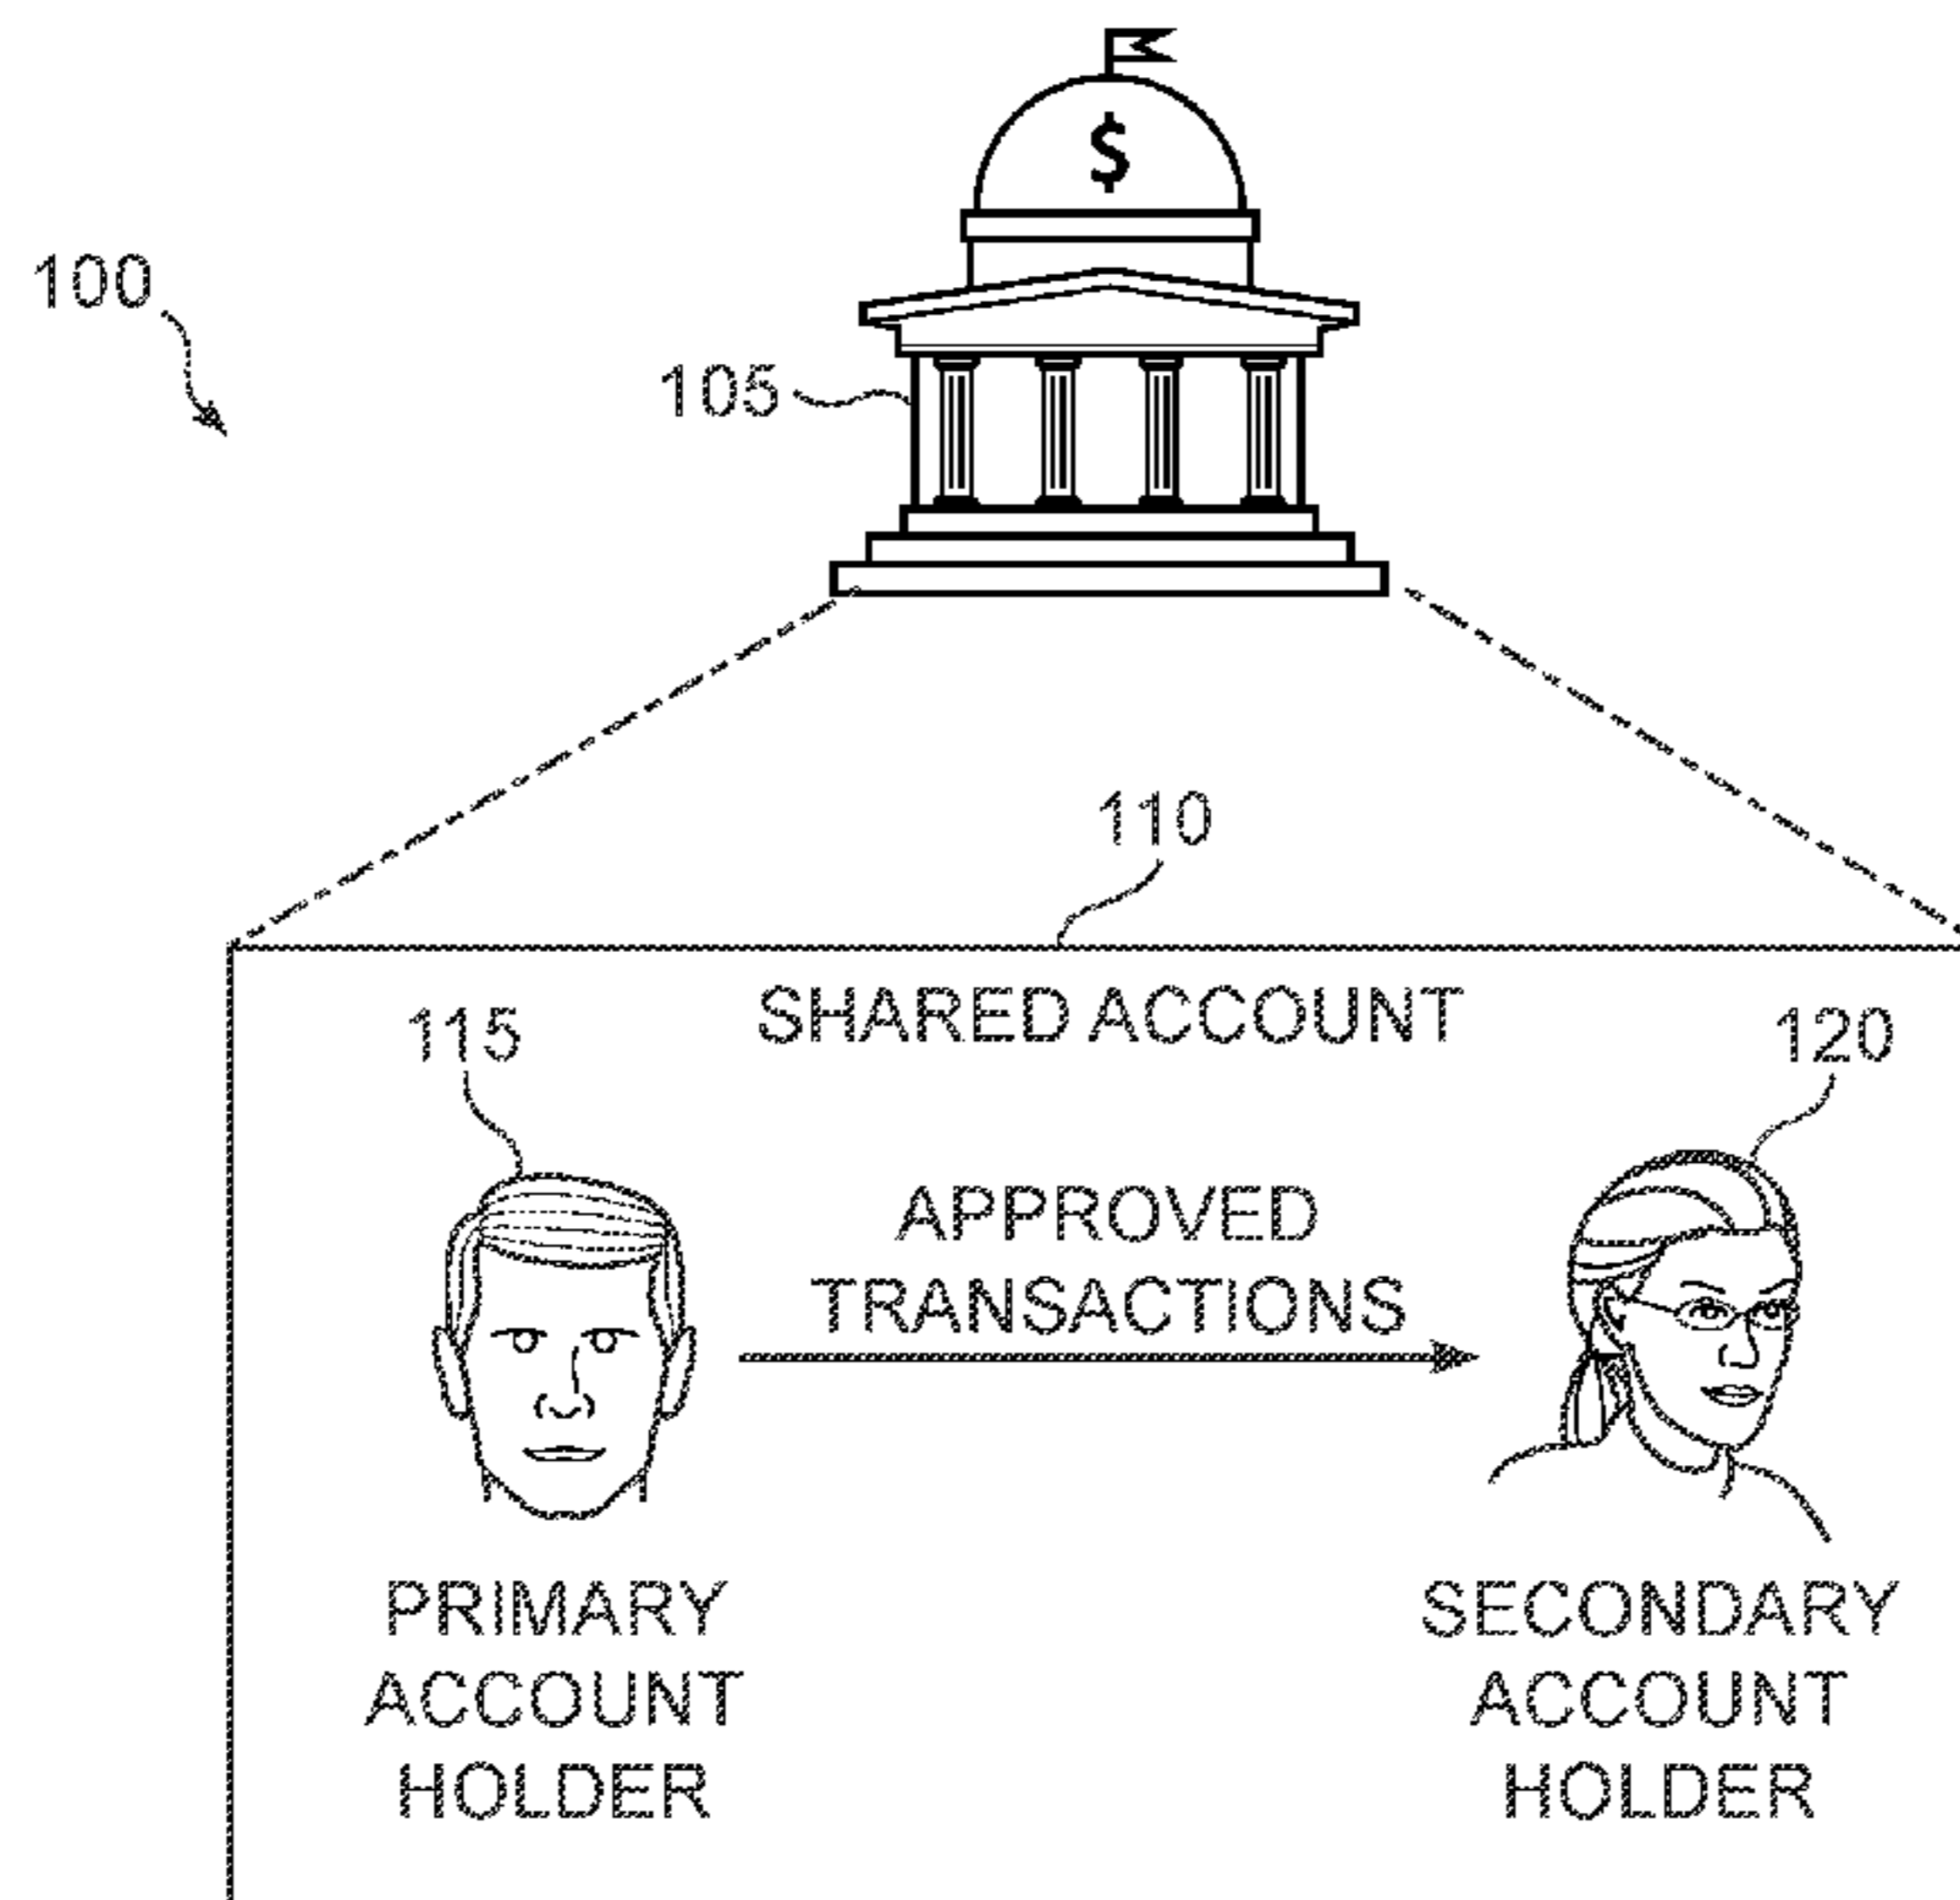 $
100
105
110
SHARED ACCOUNT
115
120
APPROVED
TRANSACTIONS
PRIMARY
ACCOUNT
HOLDER
SECONDARY
ACCOUNT
HOLDER